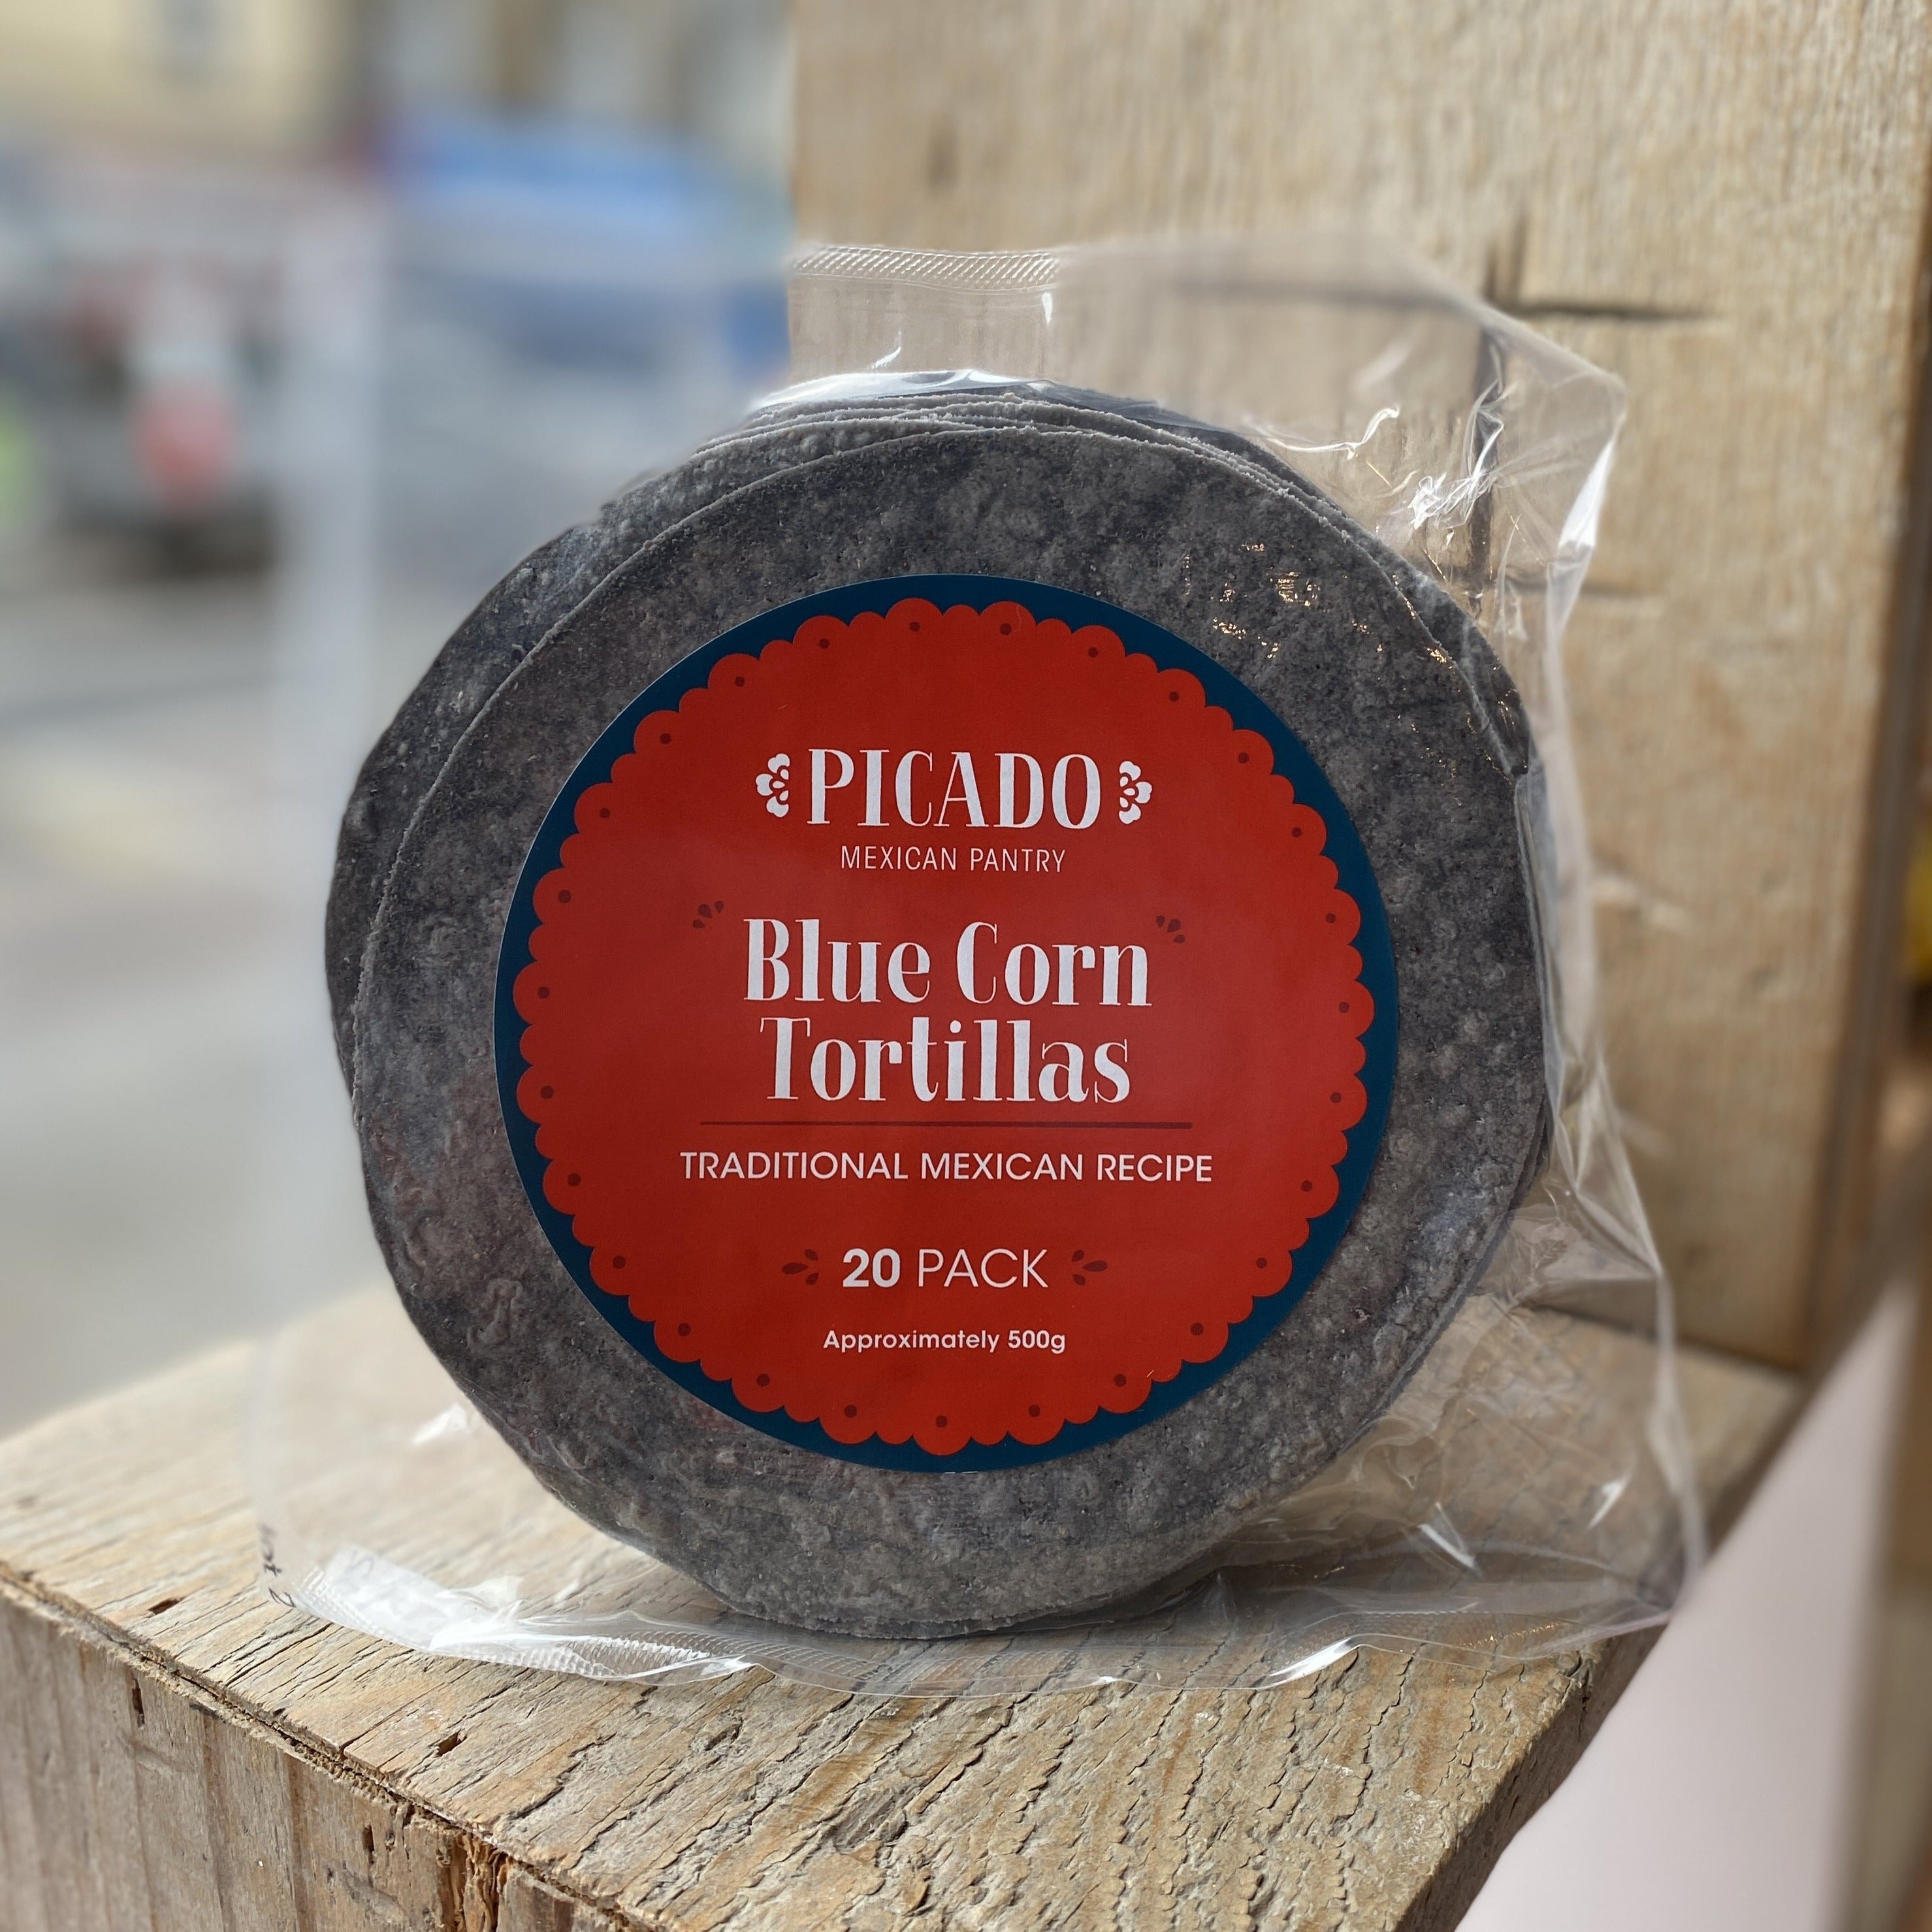 PICADO
MEXICAN PANTRY
Blue Corn
Tortillas
TRADITIONAL MEXICAN RECIPE
20 PACK
Approximately 500g